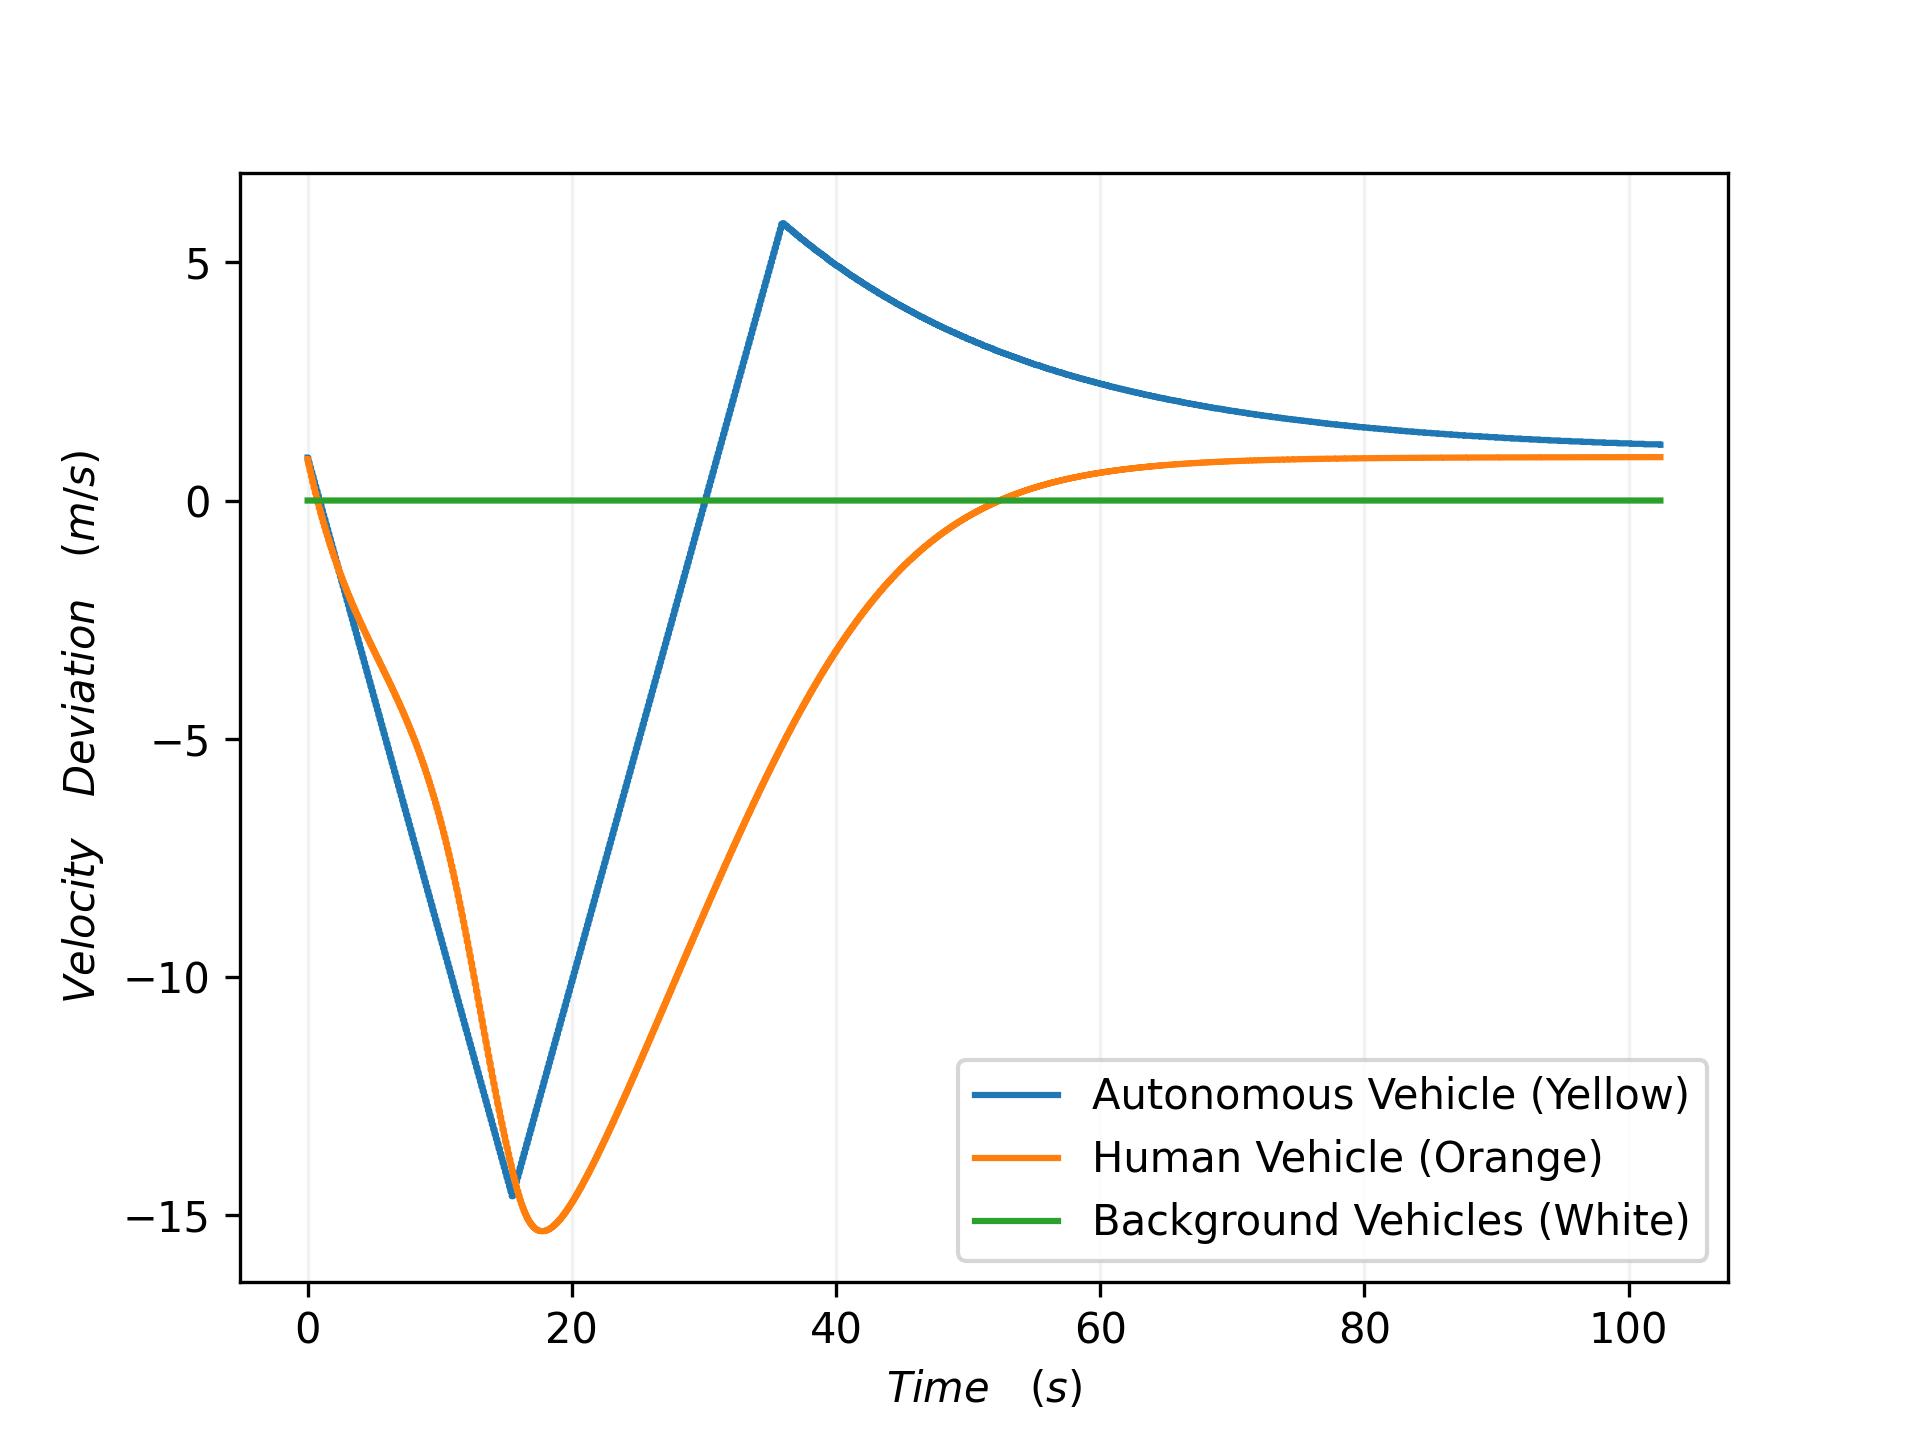 Velocity Deviation (m/s)
5
0
−5
−10
−15
0 20 40 60 80 100
Time (s)
Autonomous Vehicle (Yellow)
Human Vehicle (Orange)
Background Vehicles (White)